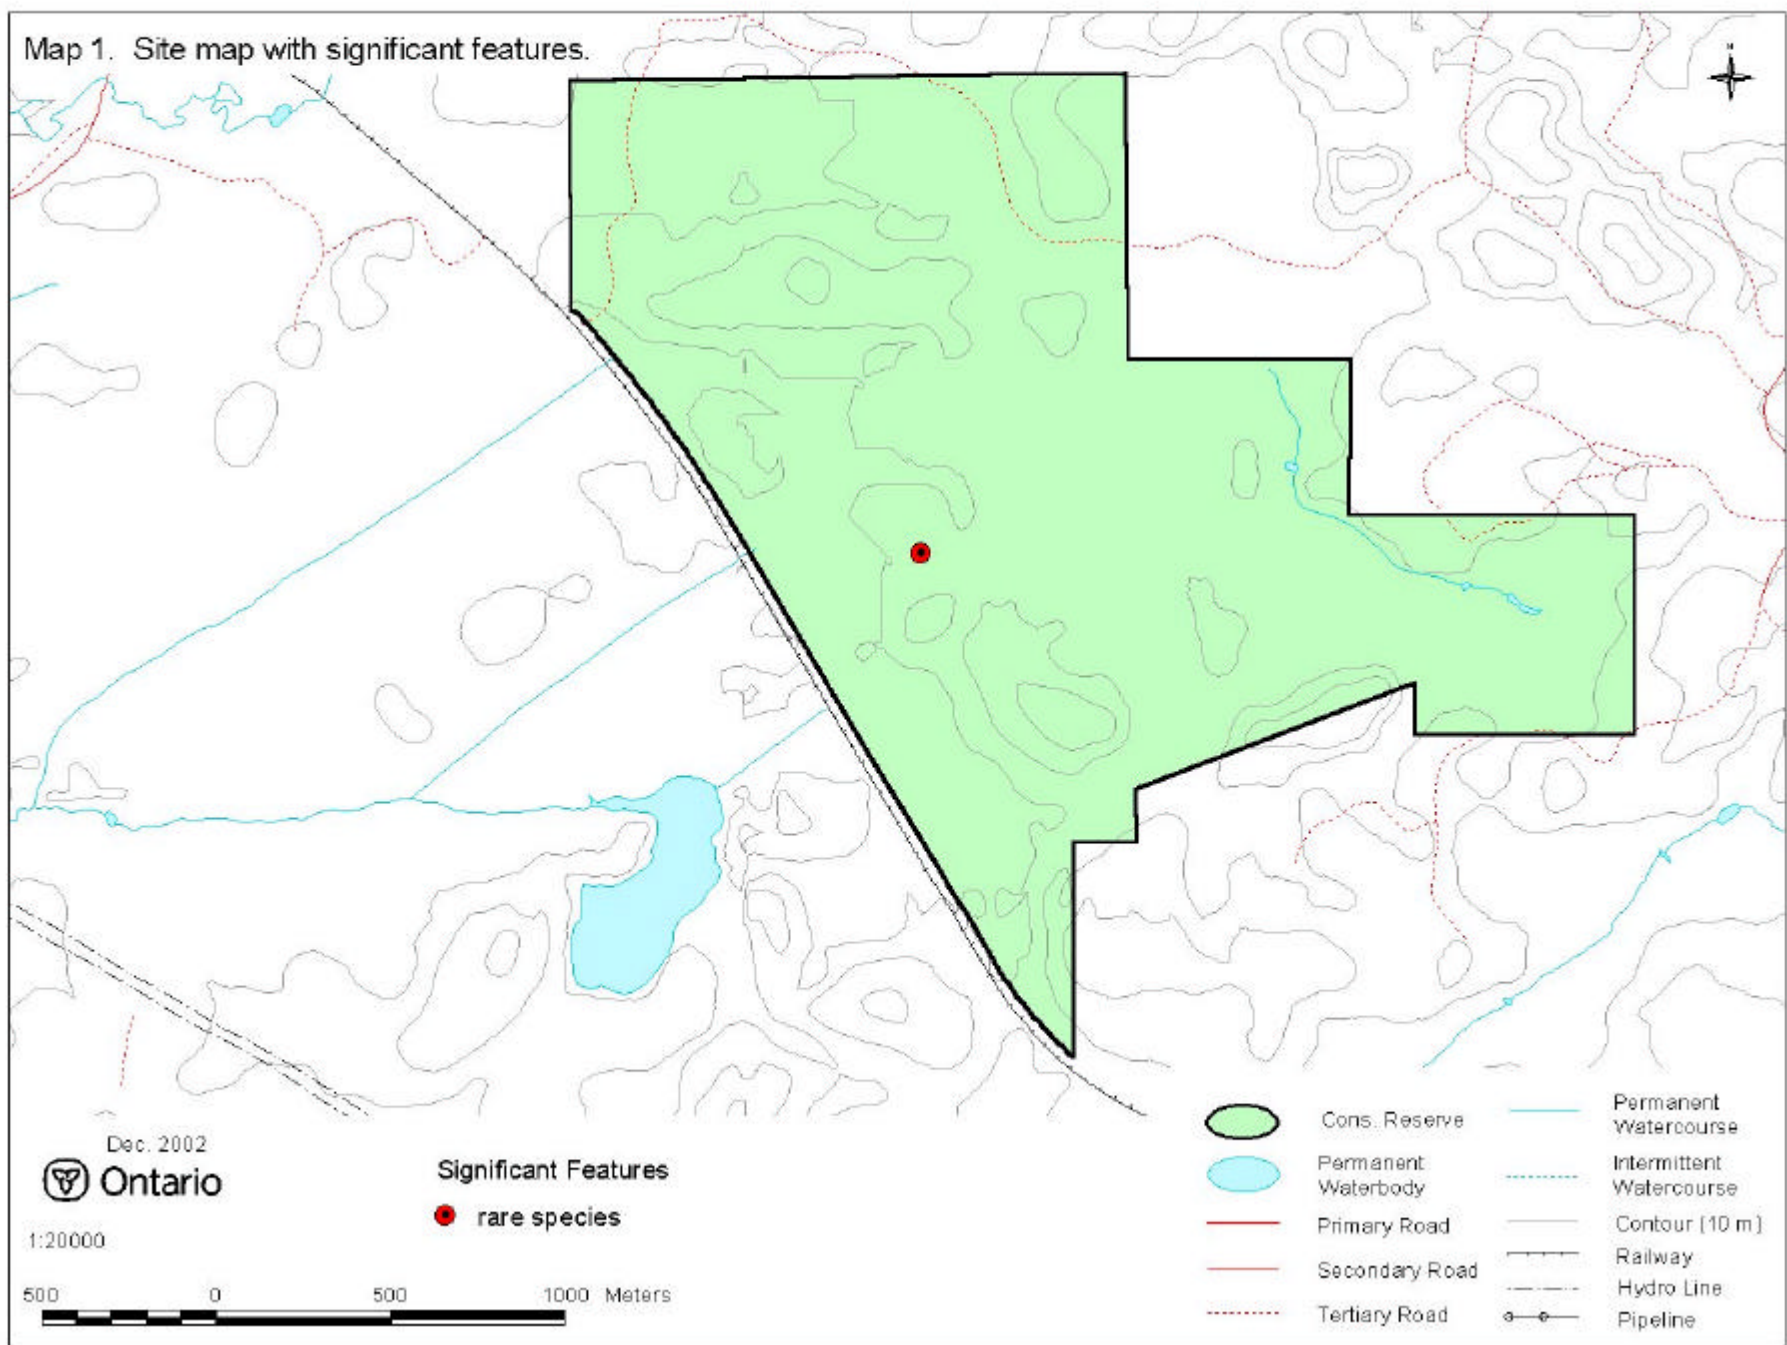 Map 1. Site map with significant features.
N
Dec. 2002
Ontario
1:20000
500 0 500 1000 Meters
Significant Features
rare species
Cons. Reserve
Permanent
Waterbody
Primary Road
Secondary Road
Tertiary Road
Permanent
Watercourse
Intermittent
Watercourse
Contour (10 m)
Railway
Hydro Line
Pipeline